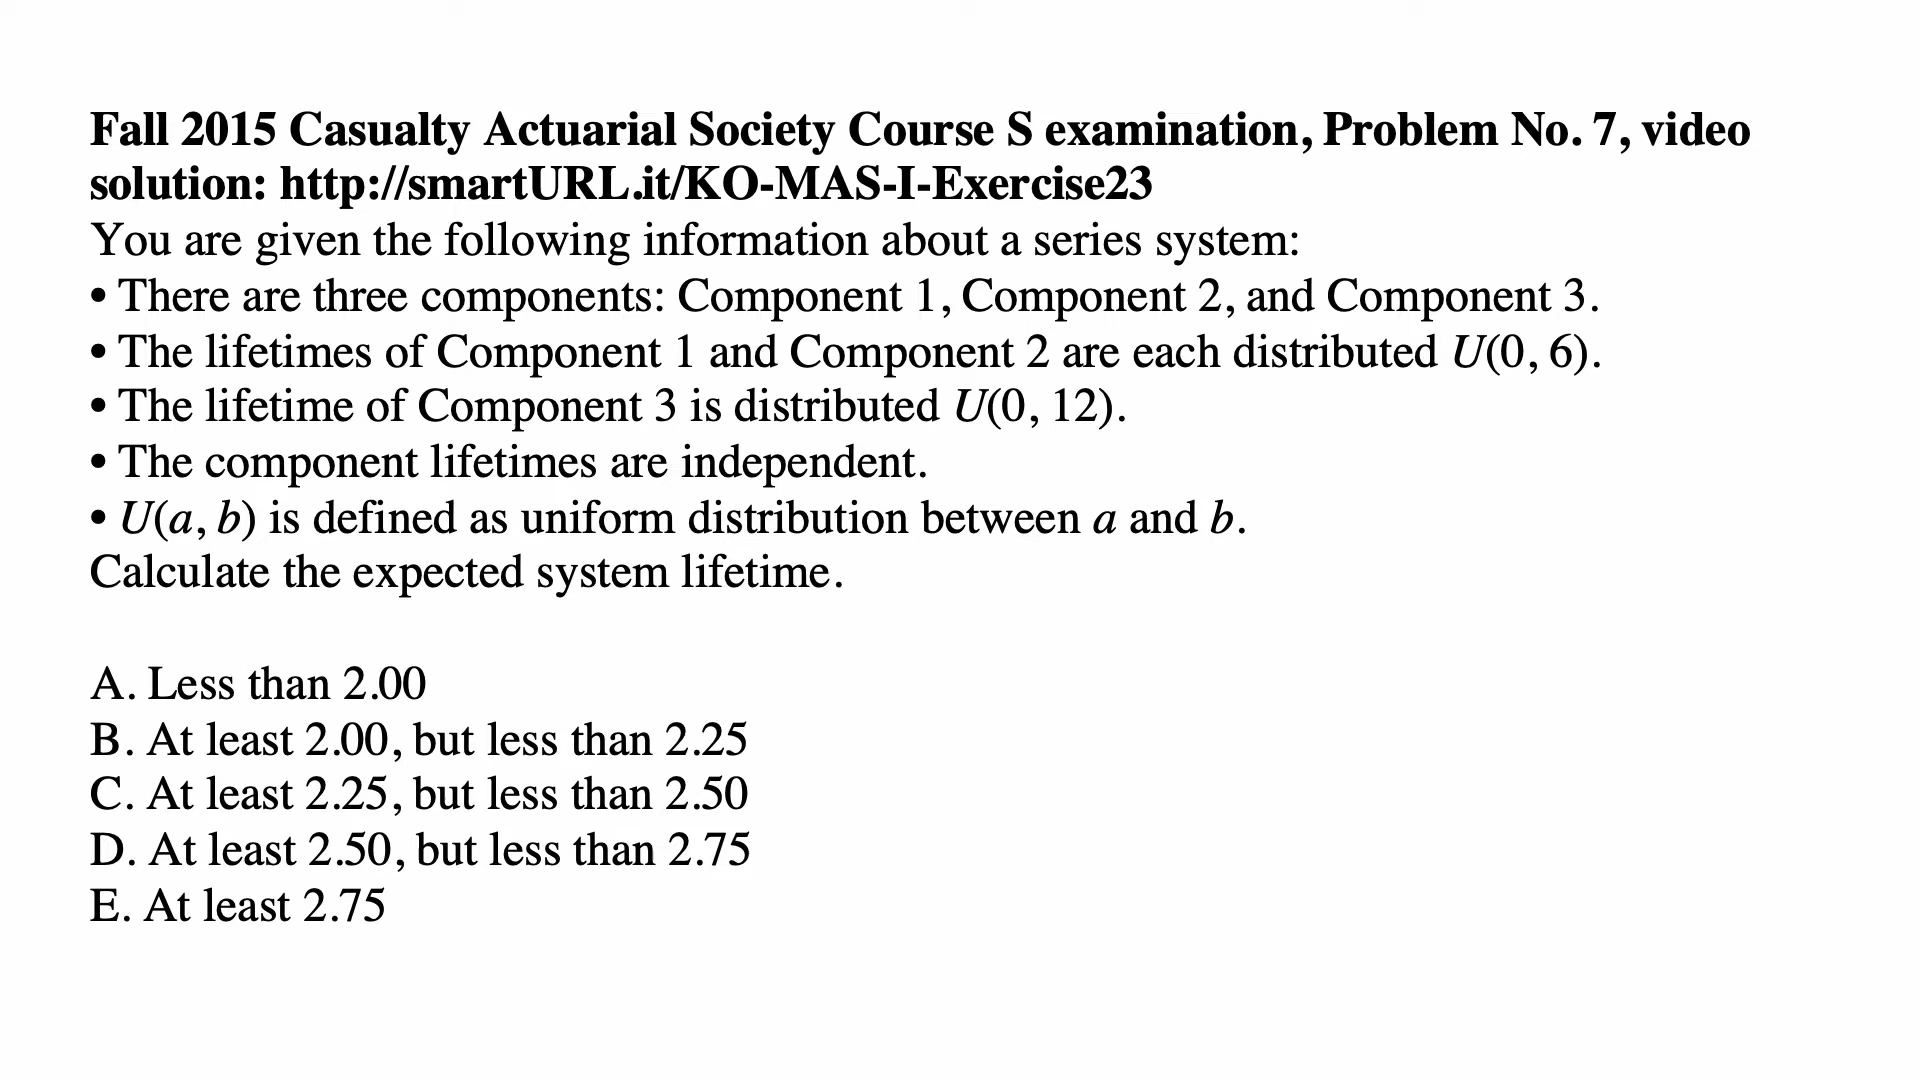 Fall 2015 Casualty Actuarial Society Course S examination, Problem No. 7, video
solution: http://smartURL.it/KO-MAS-I-Exercise23
You are given the following information about a series system:
• There are three components: Component 1, Component 2, and Component 3.
• The lifetimes of Component 1 and Component 2 are each distributed U(0, 6).
• The lifetime of Component 3 is distributed U(0, 12).
• The component lifetimes are independent.
• U(a, b) is defined as uniform distribution between a and b.
Calculate the expected system lifetime.
A. Less than 2.00
B. At least 2.00, but less than 2.25
C. At least 2.25, but less than 2.50
D. At least 2.50, but less than 2.75
E. At least 2.75